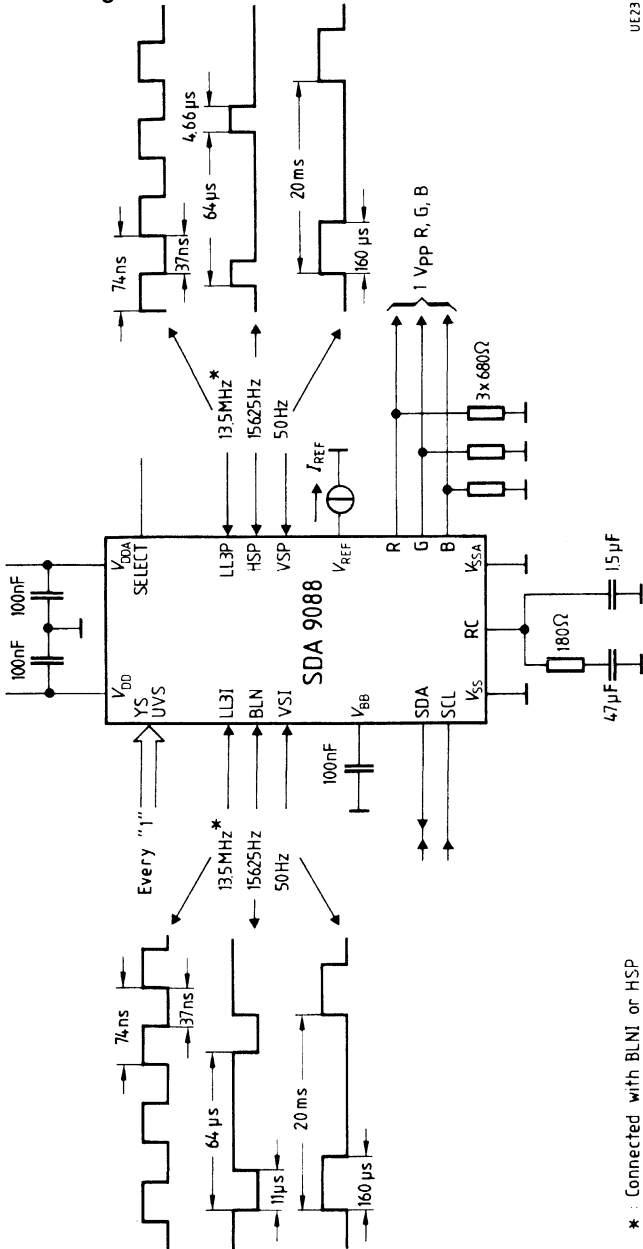 g
UE23
74ns
37ns
64µs
4,66µs
20ms
160µs
13.5MHz*
15625Hz
50Hz
I REF
1 Vpp R, G, B
3x680Ω
100nF
100nF
VDD
VDDA
YS
UVS
SELECT
LL3I
BLN
VSI
LL3P
HSP
VSP
SDA 9088
VBB
VREF
SDA
SCL
R
G
B
VSS
RC
VSSA
100nF
180Ω
47µF
1.5µF
Every "1"
13.5MHz*
15625Hz
50Hz
74ns
37ns
64µs
11µs
20ms
160µs
* : Connected with BLNI or HSP